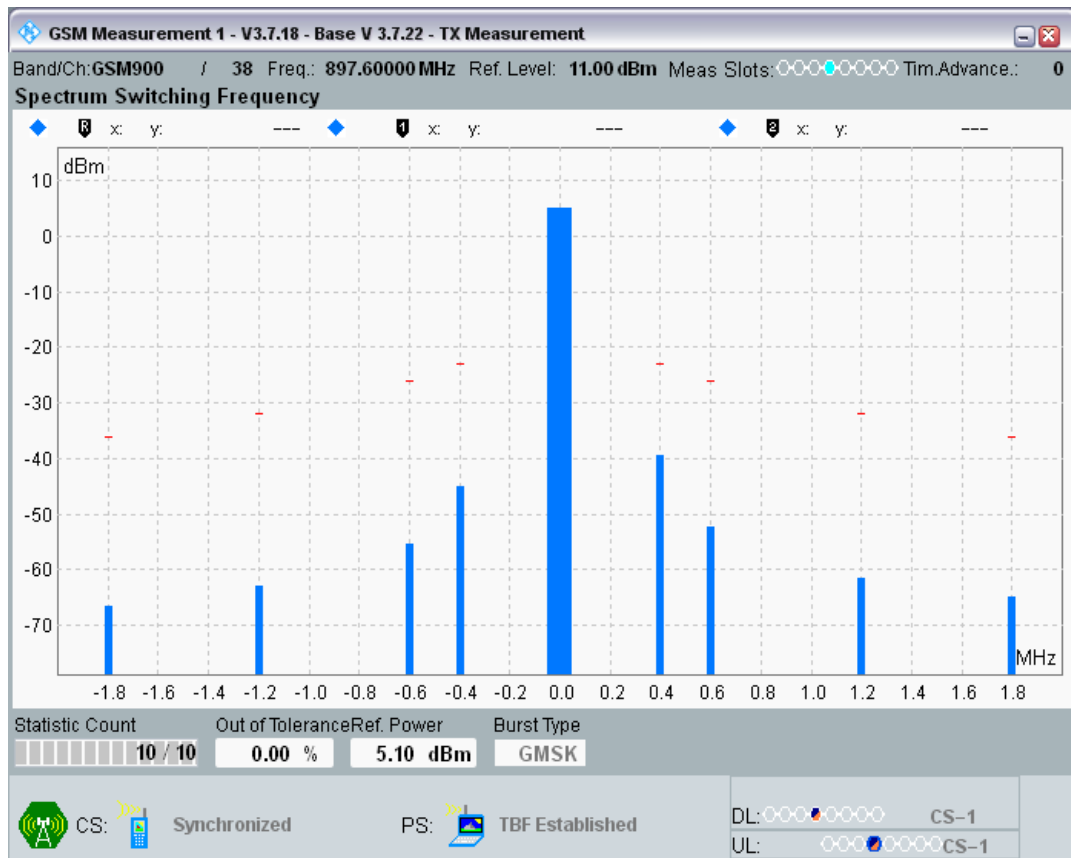 GSM Measurement 1 - V3.7.18 - Base V 3.7.22 - TX Measurement
Band/Ch:GSM900 / 38 Freq.: 897.60000 MHz Ref. Level: 11.00 dBm Meas Slots: Tim.Advance.: 0
Spectrum Switching Frequency
R x: y: --- 1 x: y: --- 2 x: y: ---
dBm
10
0
-10
-20
-30
-40
-50
-60
-70
MHz
-1.8 -1.6 -1.4 -1.2 -1.0 -0.8 -0.6 -0.4 -0.2 0.0 0.2 0.4 0.6 0.8 1.0 1.2 1.4 1.6 1.8
Statistic Count Out of Tolerance Ref. Power Burst Type
10 / 10 0.00 % 5.10 dBm GMSK
CS: Synchronized PS: TBF Established
DL: CS-1
UL: CS-1